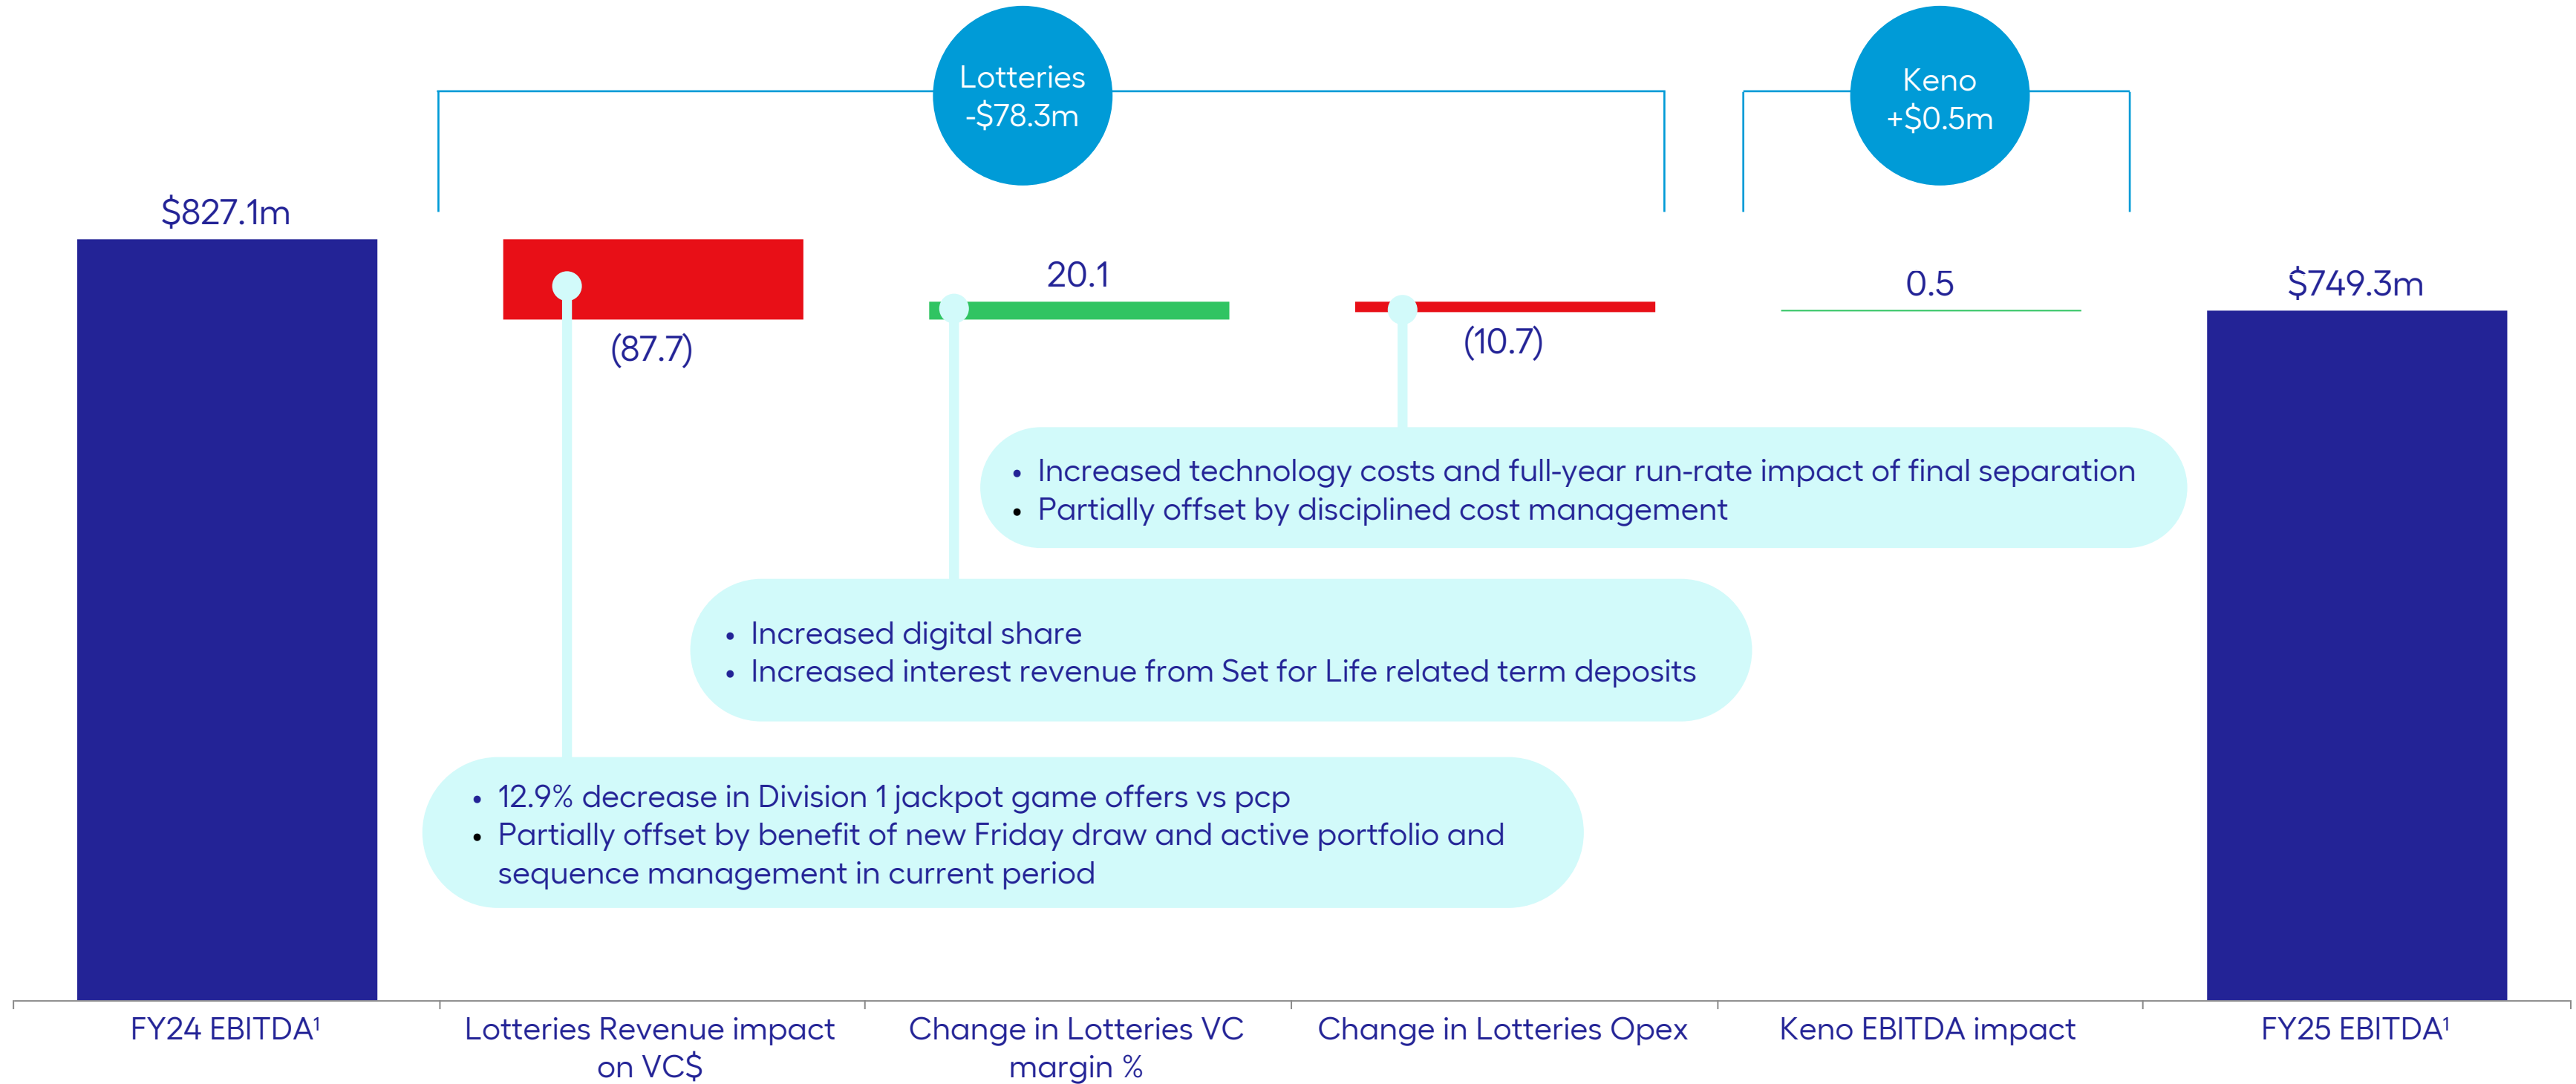 Lotteries
-$78.3m
Keno
+$0.5m
$827.1m
(87.7)
20.1
(10.7)
0.5
$749.3m
• Increased technology costs and full-year run-rate impact of final separation
• Partially offset by disciplined cost management
• Increased digital share
• Increased interest revenue from Set for Life related term deposits
• 12.9% decrease in Division 1 jackpot game offers vs pcp
• Partially offset by benefit of new Friday draw and active portfolio and
sequence management in current period
FY24 EBITDA¹
Lotteries Revenue impact
on VC$
Change in Lotteries VC
margin %
Change in Lotteries Opex
Keno EBITDA impact
FY25 EBITDA¹